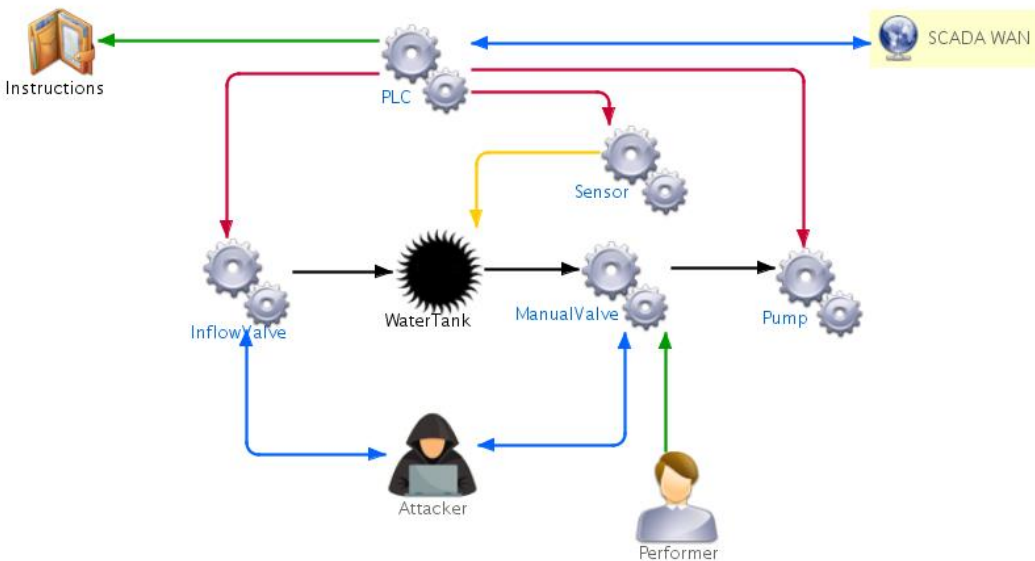 SCADA WAN
Instructions
PLC
Sensor
InflowValve
WaterTank
ManualValve
Pump
Attacker
Performer